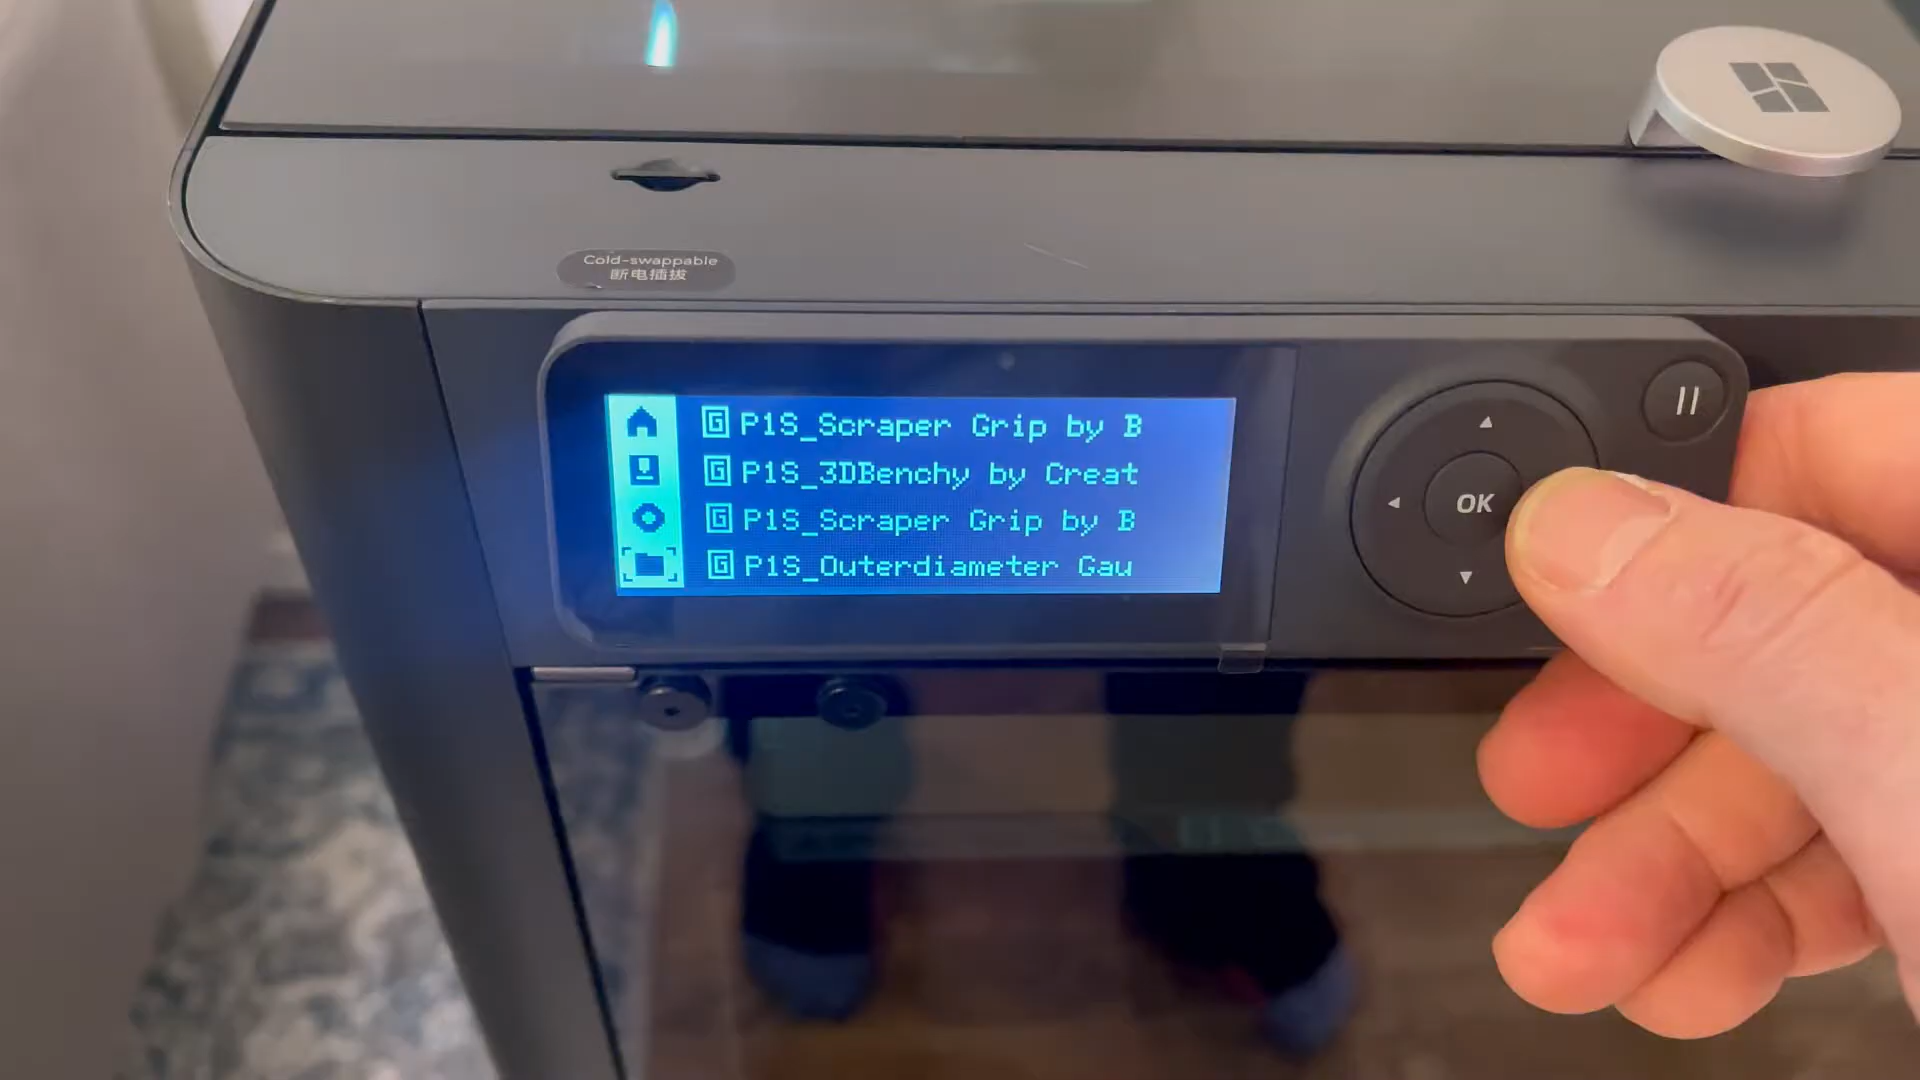 Cold-swappable
断电插拔
P1S_Scraper Grip by B
P1S_3DBenchy by Creat
P1S_Scraper Grip by B
P1S_Outerdiameter Gau
OK